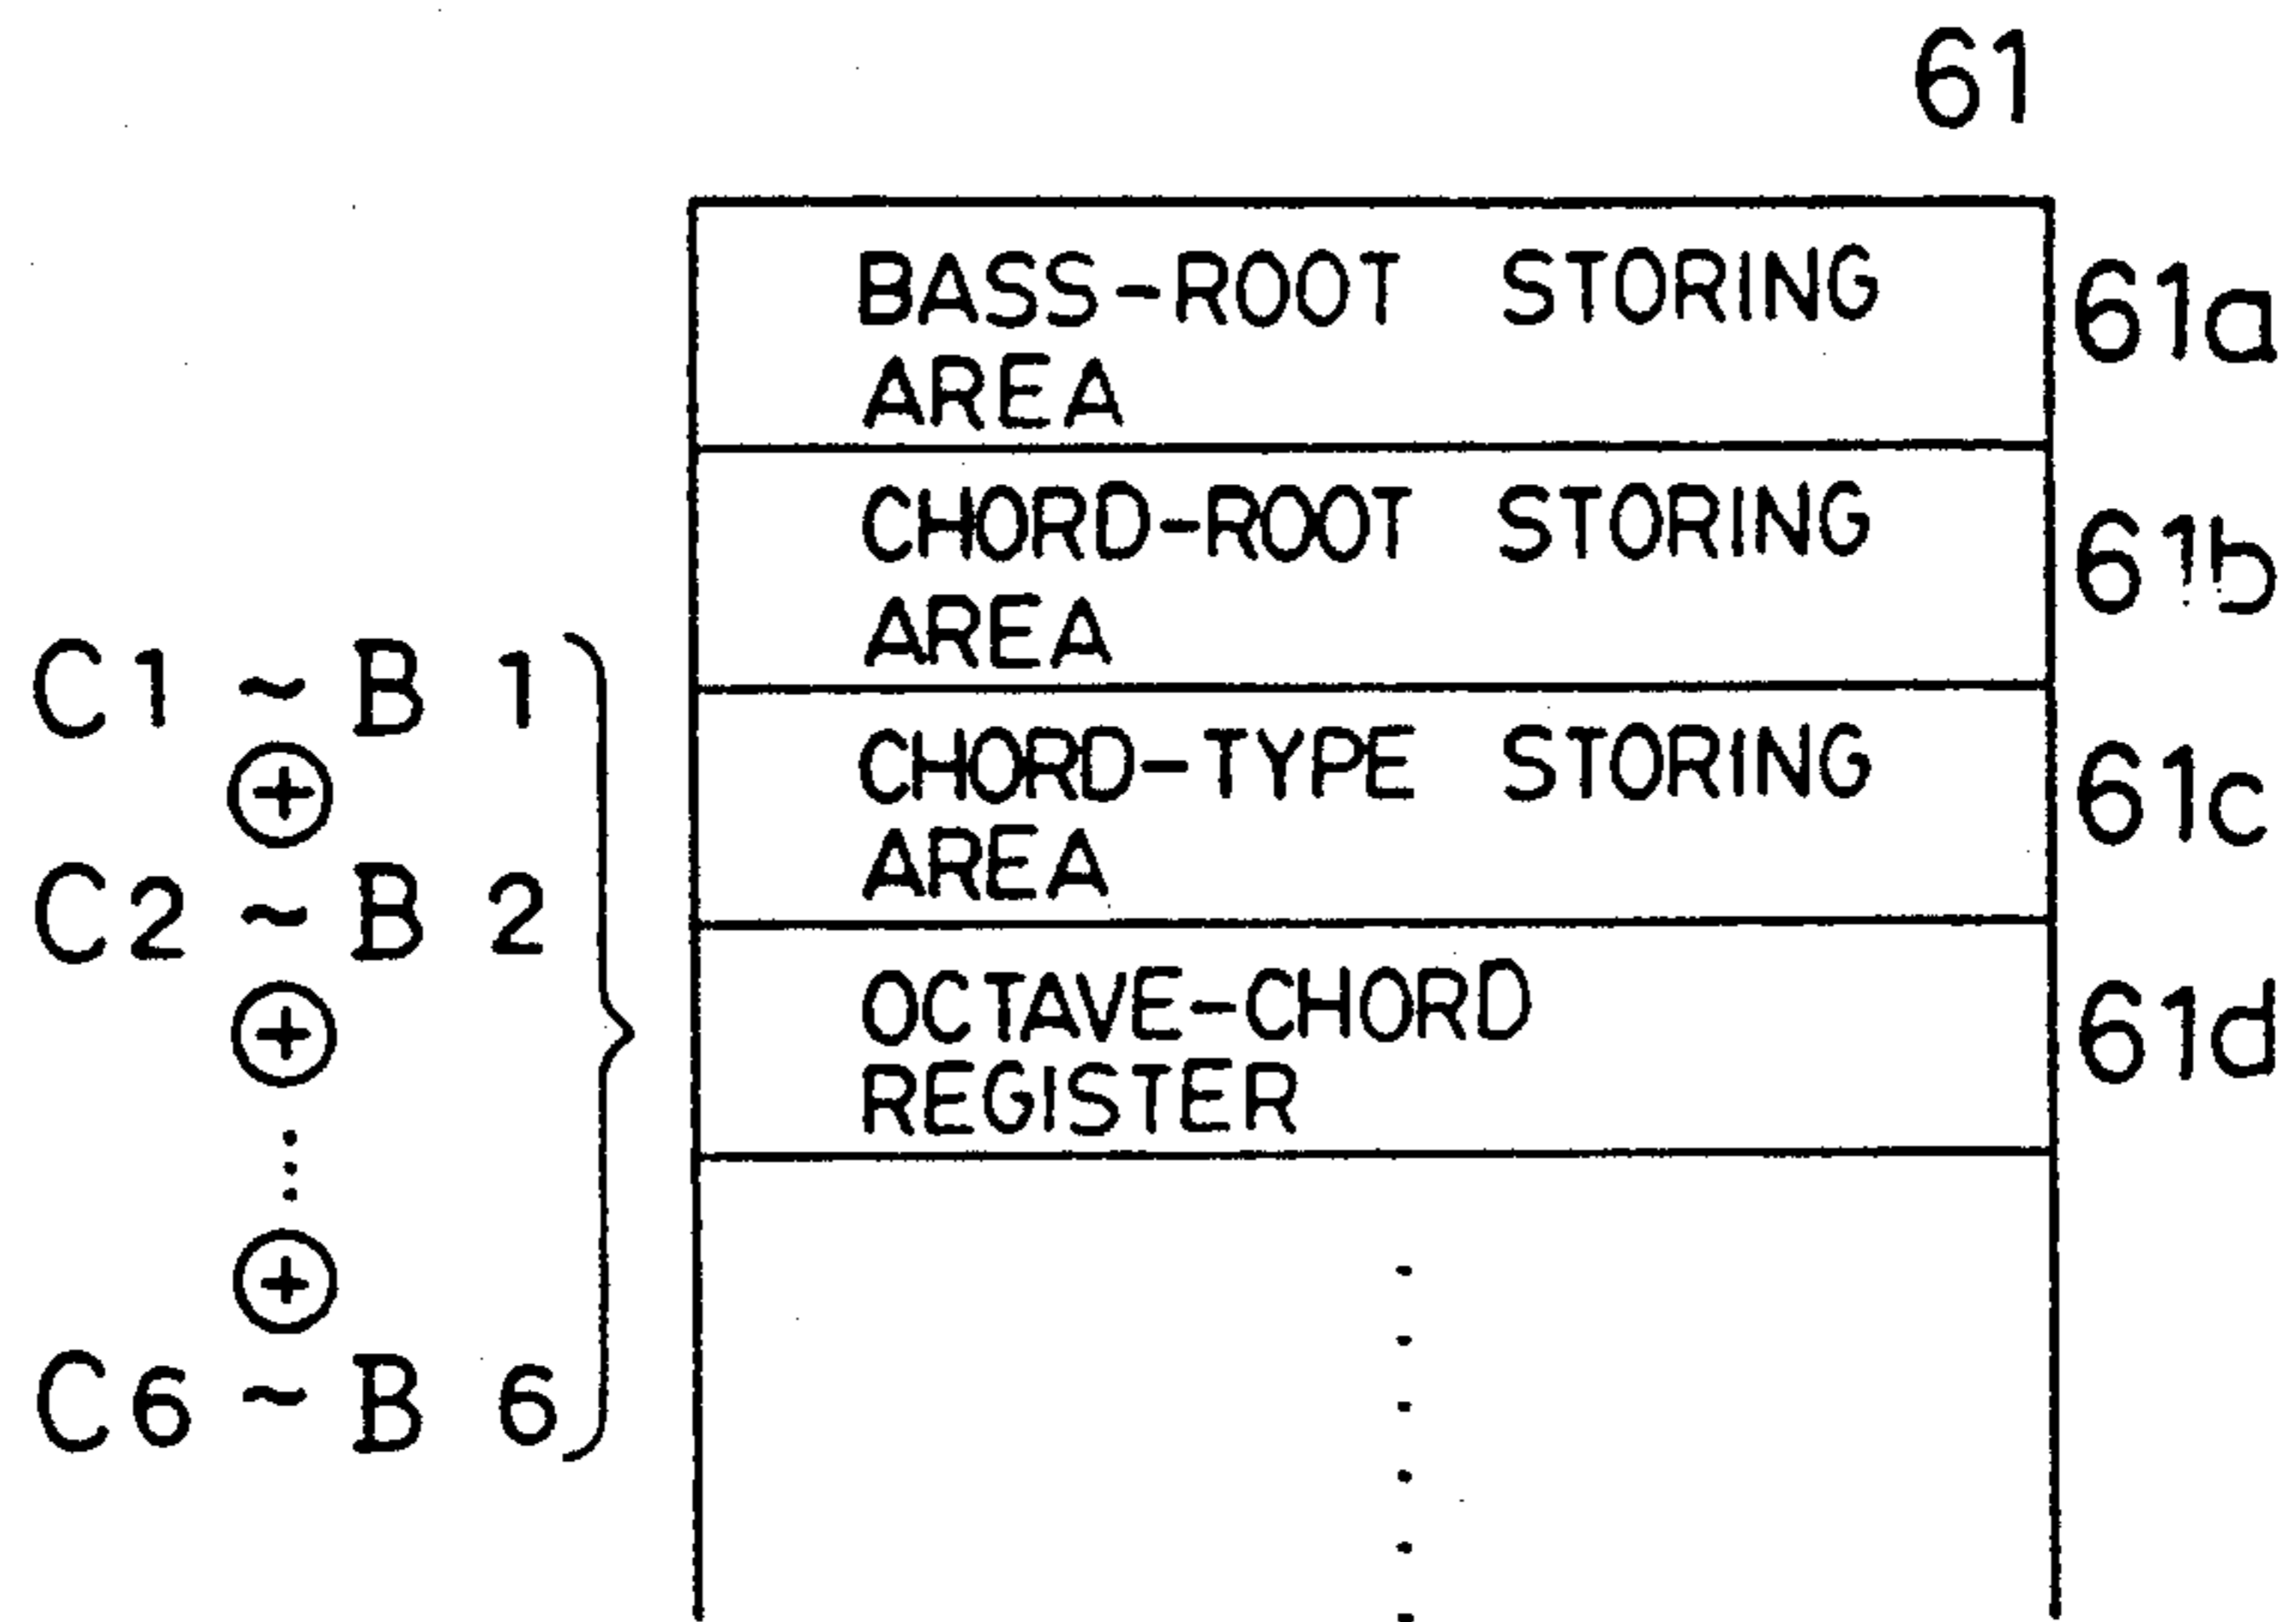 61
BASS-ROOT STORING
AREA
61a
CHORD-ROOT STORING
AREA
61b
CHORD-TYPE STORING
AREA
61c
OCTAVE-CHORD
REGISTER
61d
C1 ~ B 1
⊕
C2 ~ B 2
⊕
⋮
⊕
C6 ~ B 6